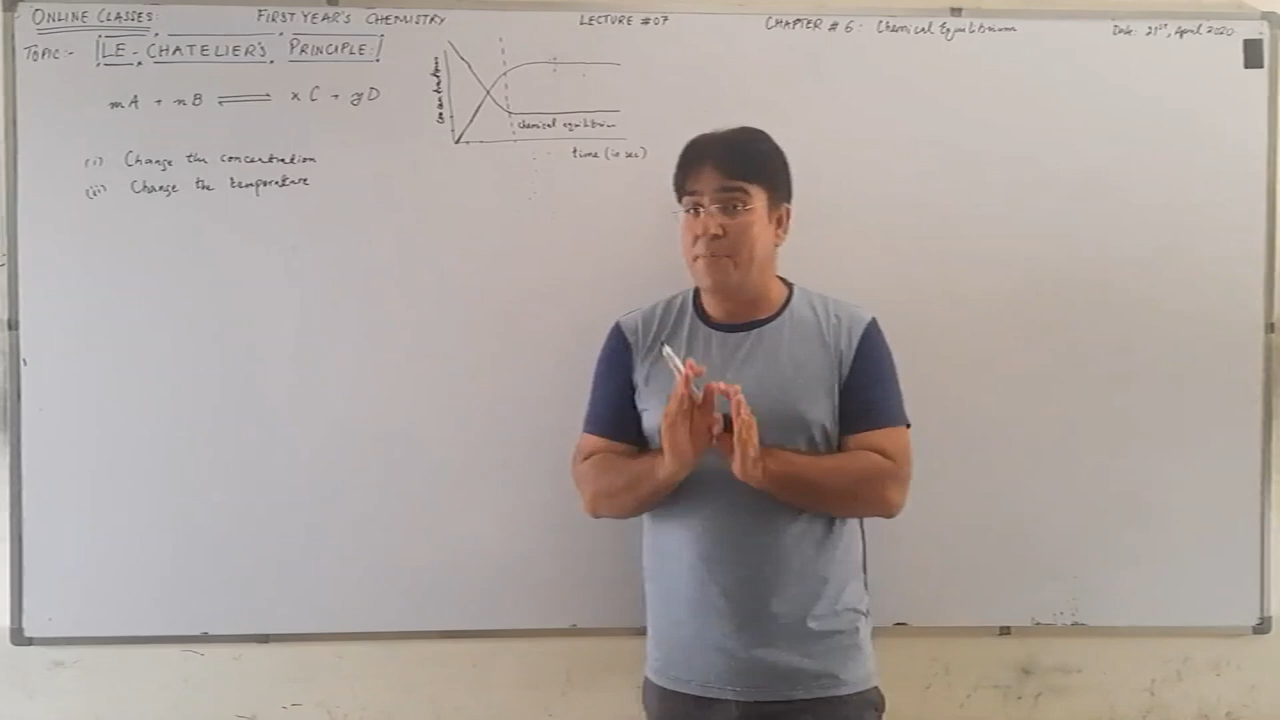 ONLINE CLASSES: FIRST YEAR'S CHEMISTRY LECTURE #07 CHAPTER # 6: Chemical Equilibrium Date: 21ST, April 2020
TOPIC:- LE-CHATELIER'S PRINCIPLE:
mA + nB ⇌ xC + yD
concentration
chemical equilibrium
time (in sec)
(i) Change the concentration
(ii) Change the temperature